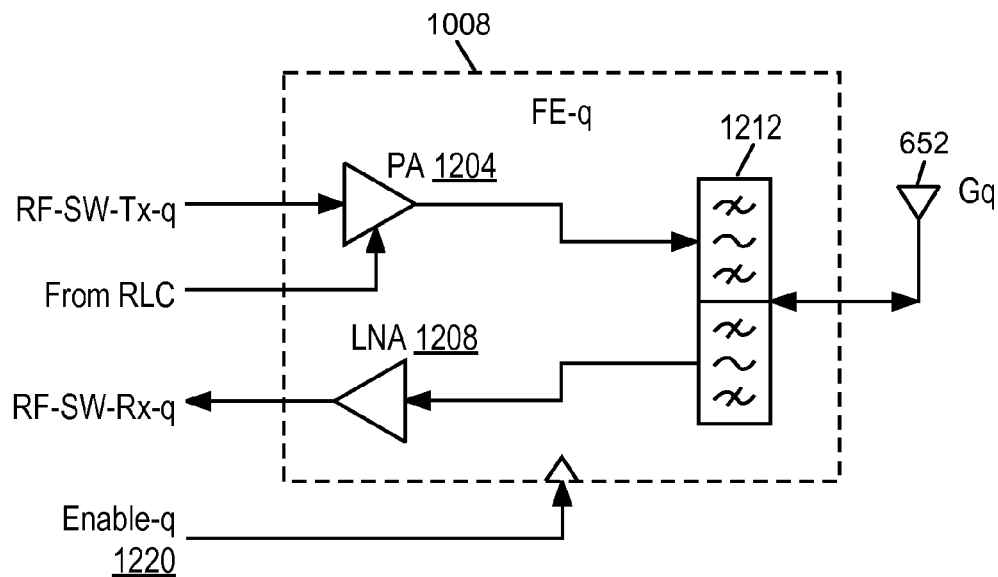 1008
FE-q
1212
652
Gq
PA 1204
RF-SW-Tx-q
From RLC
LNA 1208
RF-SW-Rx-q
Enable-q
1220